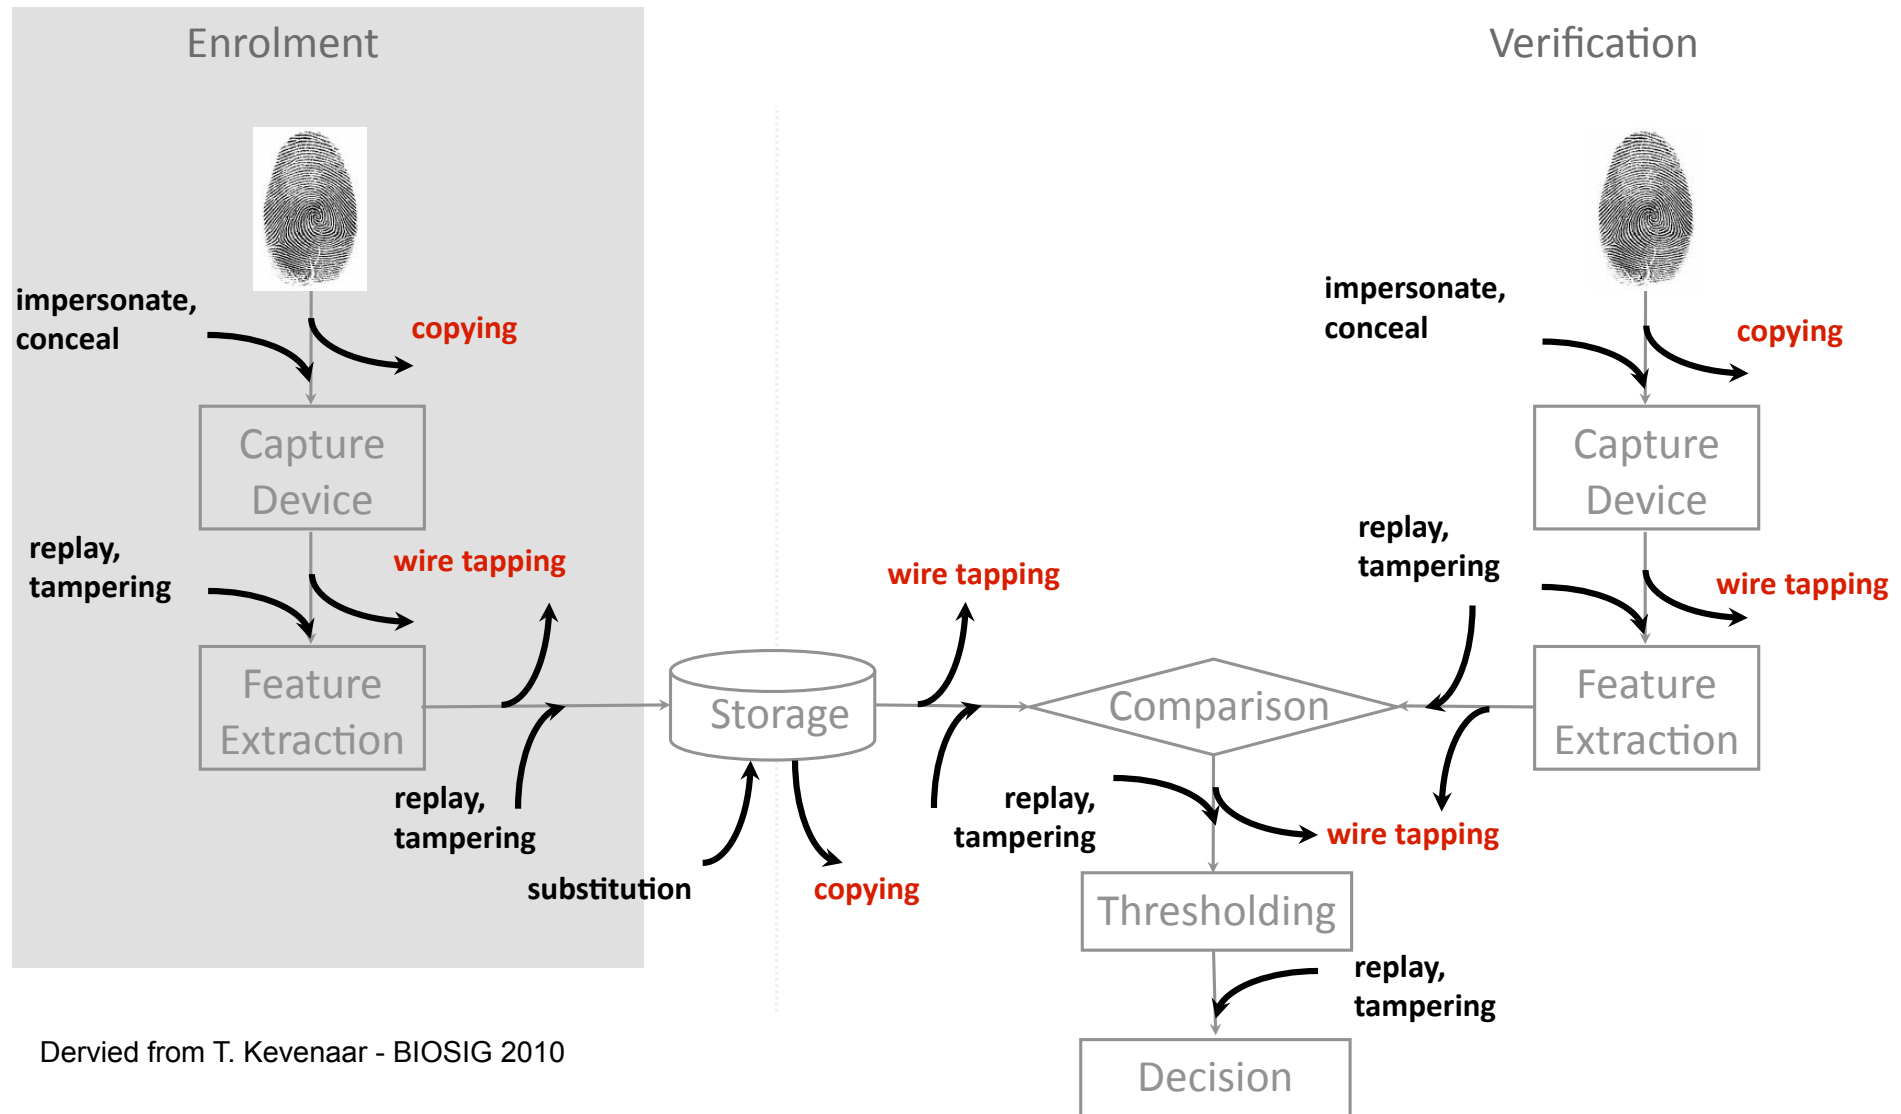 Enrolment
Verification
impersonate,
conceal
copying
impersonate,
conceal
copying
Capture
Device
Capture
Device
replay,
tampering
wire tapping
wire tapping
replay,
tampering
wire tapping
Feature
Extraction
Storage
Comparison
Feature
Extraction
replay,
tampering
replay,
tampering
wire tapping
substitution
copying
Thresholding
replay,
tampering
Decision
Dervied from T. Kevenaar - BIOSIG 2010